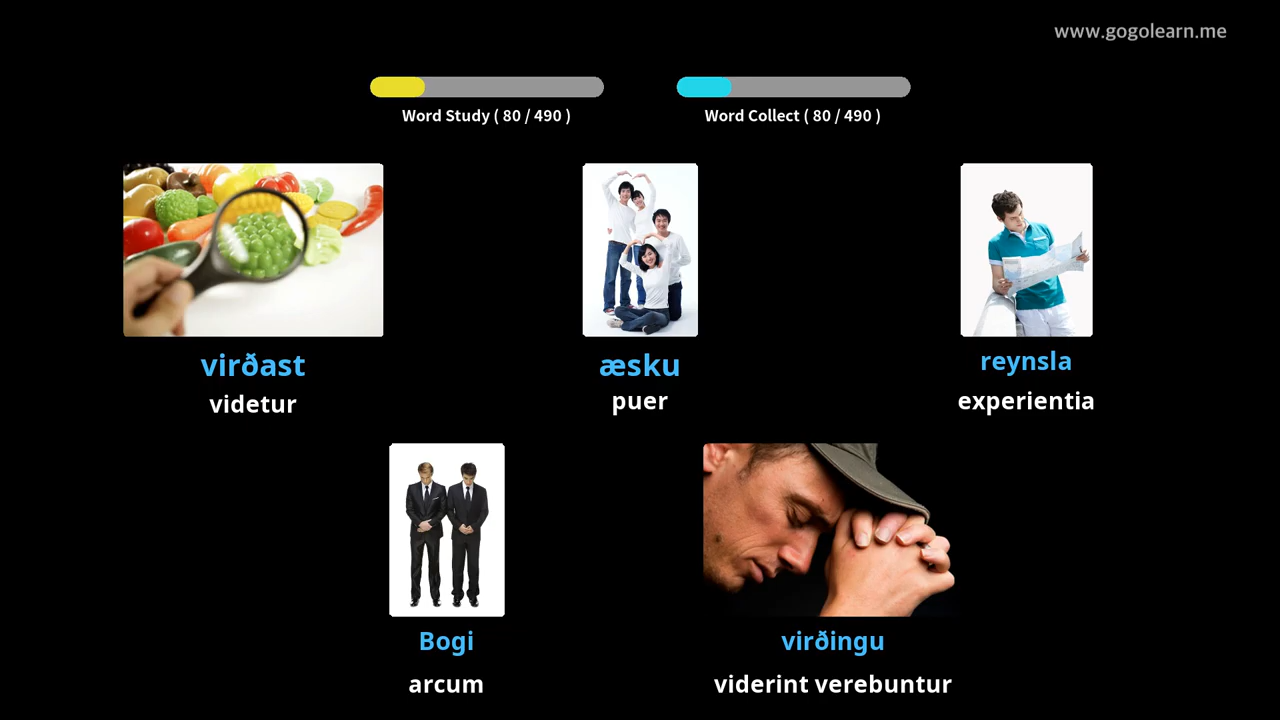 www.gogolearn.me
Word Study ( 80 / 490 )
Word Collect ( 80 / 490 )
virðast
videtur
æsku
puer
reynsla
experientia
Bogi
arcum
virðingu
viderint verebuntur